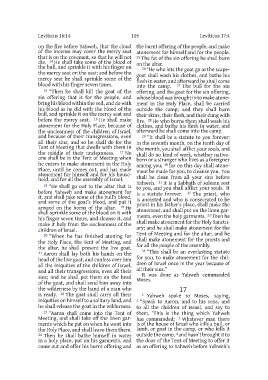 Leviticus 16:14
105
Leviticus 17:4
on the fire before Yahweh, that the cloud
of the incense may cover the mercy seat
that is on the covenant, so that he will not
die. 14 He shall take some of the blood of
the bull, and sprinkle it with his finger on
the mercy seat on the east; and before the
mercy seat he shall sprinkle some of the
blood with his finger seven times.
15 "Then he shall kill the goat of the
sin offering that is for the people, and
bring his blood within the veil, and do with
his blood as he did with the blood of the
bull, and sprinkle it on the mercy seat and
before the mercy seat. 16 He shall make
atonement for the Holy Place, because of
the uncleanness of the children of Israel,
and because of their transgressions, even
all their sins; and so he shall do for the
Tent of Meeting that dwells with them in
the middle of their uncleanness. 17 No
one shall be in the Tent of Meeting when
he enters to make atonement in the Holy
Place, until he comes out, and has made
atonement for himself and for his house-
hold, and for all the assembly of Israel.
18 "He shall go out to the altar that is
before Yahweh and make atonement for
it, and shall take some of the bull's blood,
and some of the goat's blood, and put it
around on the horns of the altar. 19 He
shall sprinkle some of the blood on it with
his finger seven times, and cleanse it, and
make it holy from the uncleanness of the
children of Israel.
20 "When he has finished atoning for
the Holy Place, the Tent of Meeting, and
the altar, he shall present the live goat.
21 Aaron shall lay both his hands on the
head of the live goat, and confess over him
all the iniquities of the children of Israel,
and all their transgressions, even all their
sins; and he shall put them on the head
of the goat, and shall send him away into
the wilderness by the hand of a man who
is ready. 22 The goat shall carry all their
iniquities on himself to a solitary land, and
he shall release the goat in the wilderness.
23 "Aaron shall come into the Tent of
Meeting, and shall take off the linen gar-
ments which he put on when he went into
the Holy Place, and shall leave them there.
24 Then he shall bathe himself in water
in a holy place, put on his garments, and
come out and offer his burnt offering and
the burnt offering of the people, and make
atonement for himself and for the people.
25 The fat of the sin offering he shall burn
on the altar.
26 "He who lets the goat go as the scape-
goat shall wash his clothes, and bathe his
flesh in water, and afterward he shall come
into the camp. 27 The bull for the sin
offering, and the goat for the sin offering,
whose blood was brought in to make atone-
ment in the Holy Place, shall be carried
outside the camp; and they shall burn
their skins, their flesh, and their dung with
fire. 28 He who burns them shall wash his
clothes, and bathe his flesh in water, and
afterward he shall come into the camp.
29 "It shall be a statute to you forever:
in the seventh month, on the tenth day of
the month, you shall afflict your souls, and
shall do no kind of work, whether native-
born or a stranger who lives as a foreigner
among you: 30 for on this day shall atone-
ment be made for you, to cleanse you. You
shall be clean from all your sins before
Yahweh. 31 It is a Sabbath of solemn rest
to you, and you shall afflict your souls. It
is a statute forever. 32 The priest, who
is anointed and who is consecrated to be
priest in his father's place, shall make the
atonement, and shall put on the linen gar-
ments, even the holy garments. 33 Then he
shall make atonement for the Holy Sanctu-
ary; and he shall make atonement for the
Tent of Meeting and for the altar; and he
shall make atonement for the priests and
for all the people of the assembly.
34 "This shall be an everlasting statute
for you, to make atonement for the chil-
dren of Israel once in the year because of
all their sins."
It was done as Yahweh commanded
Moses.
17
1 Yahweh spoke to Moses, saying,
2 "Speak to Aaron, and to his sons, and
to all the children of Israel, and say to
them, 'This is the thing which Yahweh
has commanded: 3 Whatever man there
is of the house of Israel who kills a bull, or
lamb, or goat in the camp, or who kills it
outside the camp, 4 and hasn't brought it to
the door of the Tent of Meeting to offer it
as an offering to Yahweh before Yahweh's